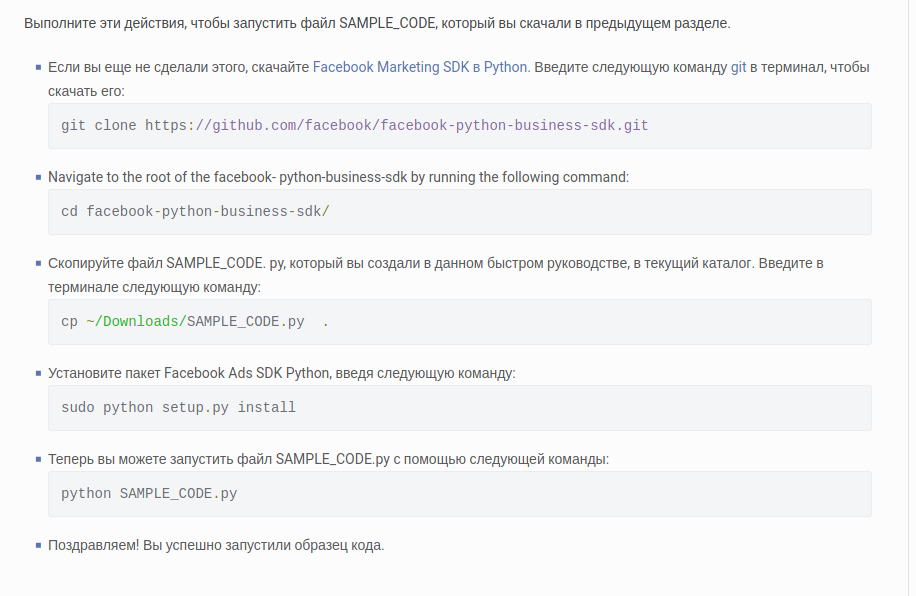 Выполните эти действия, чтобы запустить файл SAMPLE_CODE, который вы скачали в предыдущем разделе.
Если вы еще не сделали этого, скачайте Facebook Marketing SDK в Python. Введите следующую команду git в терминал, чтобы
скачать его:
git clone https://github.com/facebook/facebook-python-business-sdk.git
Navigate to the root of the facebook- python-business-sdk by running the following command:
cd facebook-python-business-sdk/
Скопируйте файл SAMPLE_CODE. py, который вы создали в данном быстром руководстве, в текущий каталог. Введите в
терминале следующую команду:
cp ~/Downloads/SAMPLE_CODE.py  .
Установите пакет Facebook Ads SDK Python, введя следующую команду:
sudo python setup.py install
Теперь вы можете запустить файл SAMPLE_CODE.py с помощью следующей команды:
python SAMPLE_CODE.py
Поздравляем! Вы успешно запустили образец кода.